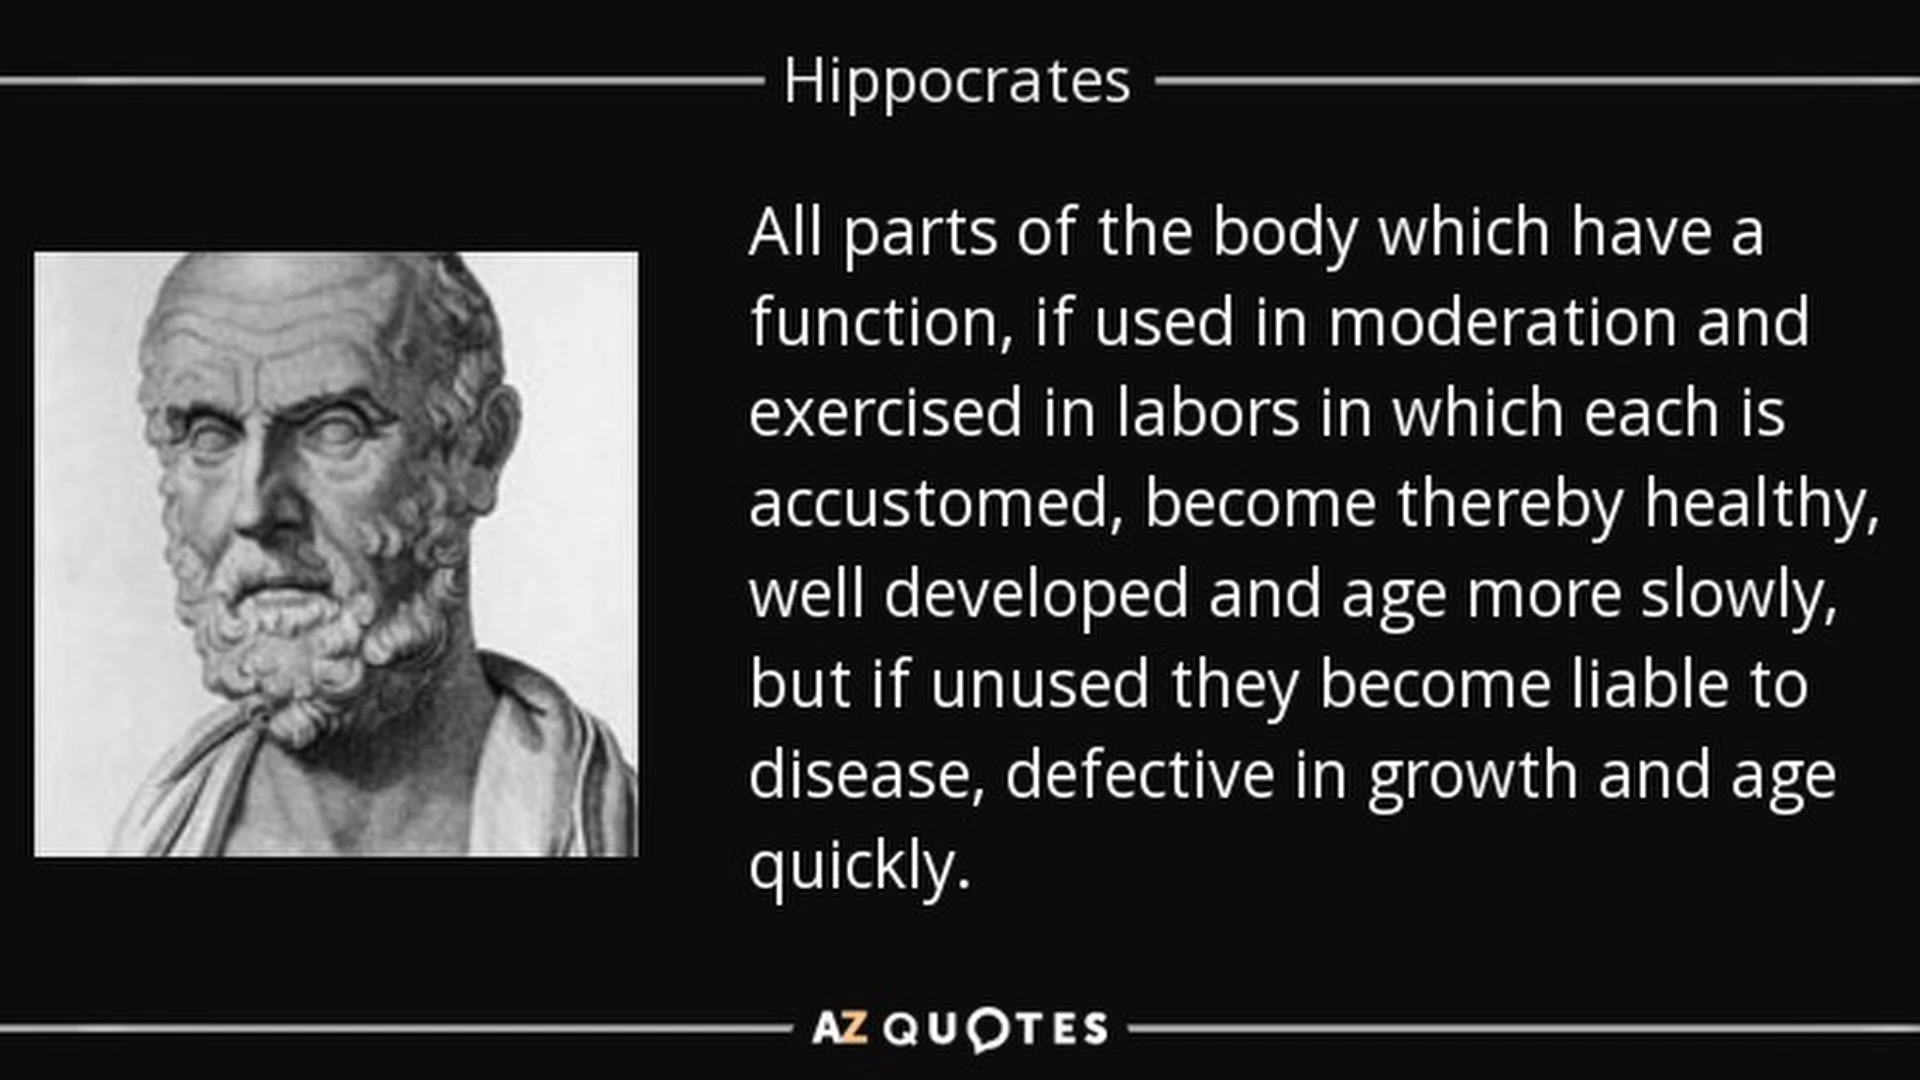 Hippocrates
All parts of the body which have a
function, if used in moderation and
exercised in labors in which each is
accustomed, become thereby healthy,
well developed and age more slowly,
but if unused they become liable to
disease, defective in growth and age
quickly.
AZ QUOTES